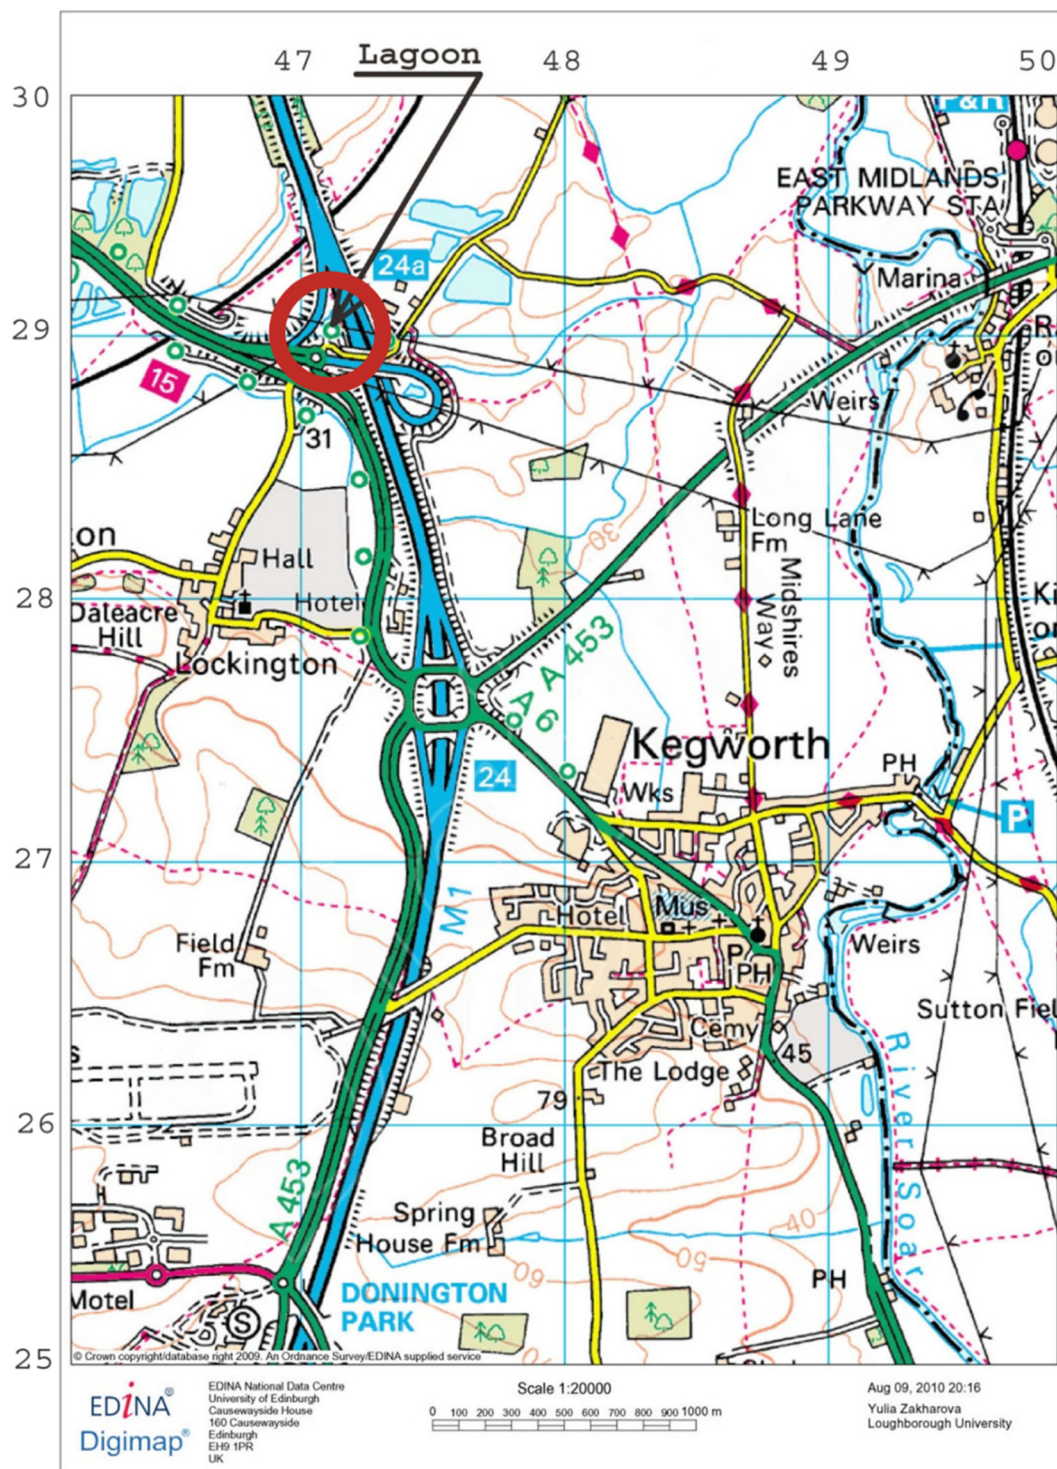 Lagoon
47
48
49
50
30
P&R
EAST MIDLANDS
PARKWAY STA
24a
Marina
29
15
Weirs
31
Long Lane
Fm
Hall
Midshires
Way
28
Hotel
Daleacre
Hill
Lockington
A 453
A 6
Kegworth
24
PH
Wks
P
27
M 1
Hotel
Mus
Field
Fm
Weirs
P
PH
Cemy
45
The Lodge
79
River Soar
26
Broad
Hill
A 453
Spring
House Fm
40
50
60
30
DONINGTON
PARK
Motel
S
PH
25
© Crown copyright/database right 2009. An Ordnance Survey/EDINA supplied service
EDINA®
Digimap®
EDINA National Data Centre
University of Edinburgh
Causewayside House
160 Causewayside
Edinburgh
EH9 1PR
UK
Scale 1:20000
0 100 200 300 400 500 600 700 800 900 1000 m
Aug 09, 2010 20:16
Yulia Zakharova
Loughborough University